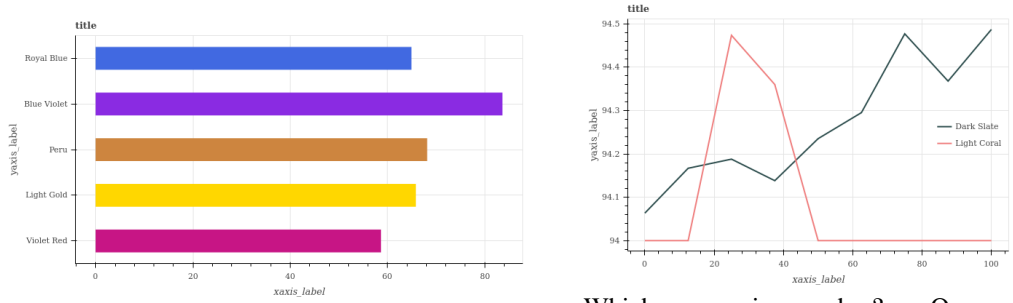 title
Royal Blue
Blue Violet
Peru
Light Gold
Violet Red
yaxis_label
0 20 40 60 80
xaxis_label
title
94.5
94.4
94.3
94.2
94.1
94
yaxis_label
Dark Slate
Light Coral
0 20 40 60 80 100
xaxis_label